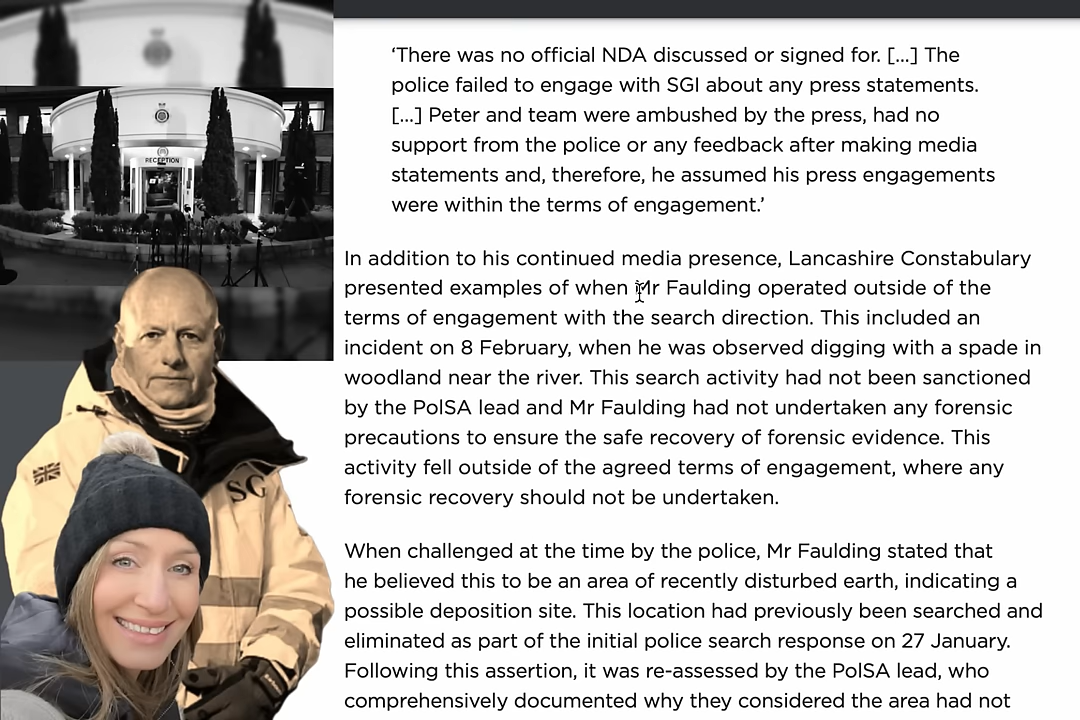 RECEPTION
SG
‘There was no official NDA discussed or signed for. [...] The
police failed to engage with SGI about any press statements.
[...] Peter and team were ambushed by the press, had no
support from the police or any feedback after making media
statements and, therefore, he assumed his press engagements
were within the terms of engagement.’
In addition to his continued media presence, Lancashire Constabulary
presented examples of when Mr Faulding operated outside of the
terms of engagement with the search direction. This included an
incident on 8 February, when he was observed digging with a spade in
woodland near the river. This search activity had not been sanctioned
by the PolSA lead and Mr Faulding had not undertaken any forensic
precautions to ensure the safe recovery of forensic evidence. This
activity fell outside of the agreed terms of engagement, where any
forensic recovery should not be undertaken.
When challenged at the time by the police, Mr Faulding stated that
he believed this to be an area of recently disturbed earth, indicating a
possible deposition site. This location had previously been searched and
eliminated as part of the initial police search response on 27 January.
Following this assertion, it was re-assessed by the PolSA lead, who
comprehensively documented why they considered the area had not